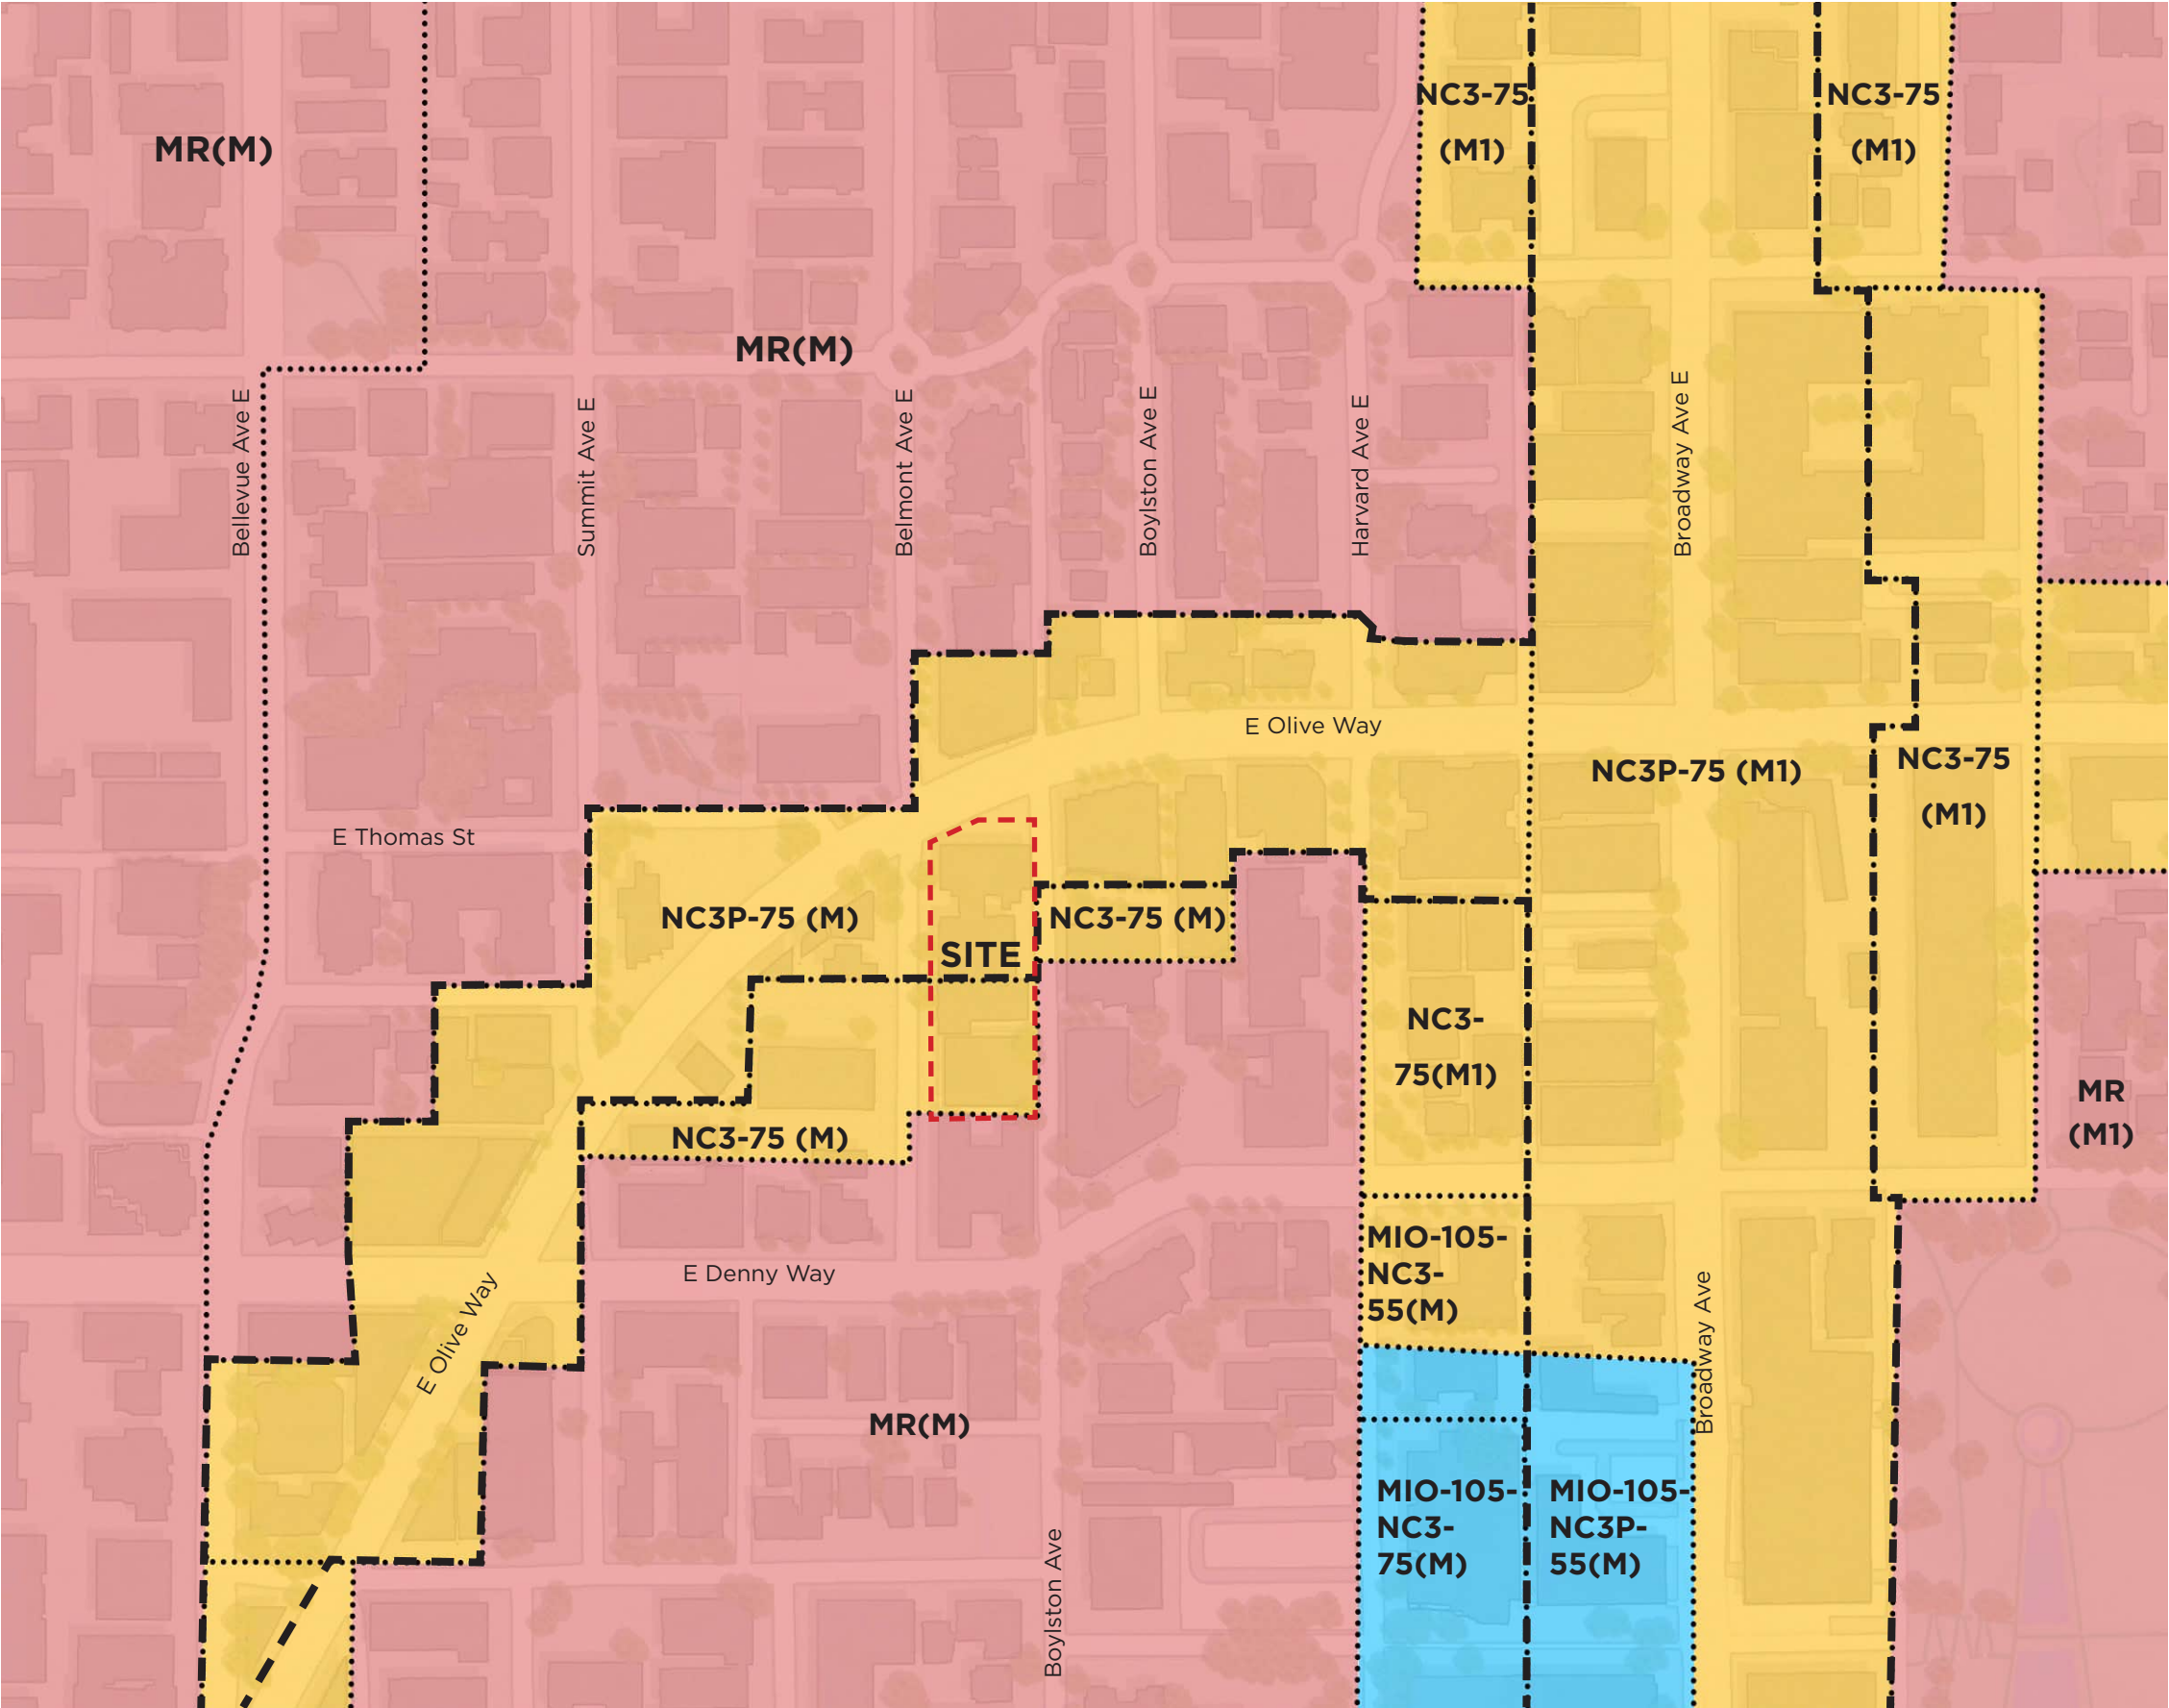 NC3-75
(M1)
NC3-75
(M1)
MR(M)
MR(M)
Bellevue Ave E
Summit Ave E
Belmont Ave E
Boylston Ave E
Harvard Ave E
Broadway Ave E
E Olive Way
NC3P-75 (M1)
NC3-75
(M1)
E Thomas St
NC3P-75 (M)
SITE
NC3-75 (M)
NC3-
75(M1)
MR
(M1)
NC3-75 (M)
MIO-105-
NC3-
55(M)
E Denny Way
E Olive Way
Broadway Ave
MR(M)
MIO-105-
NC3-
75(M)
MIO-105-
NC3P-
55(M)
Boylston Ave